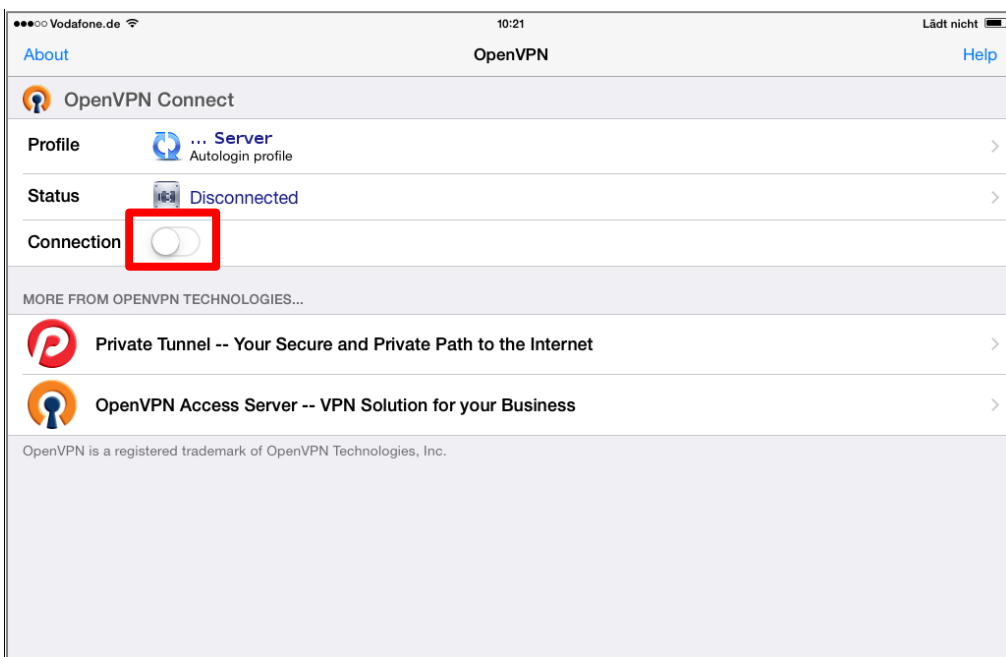 Vodafone.de 10:21 Lädt nicht
About OpenVPN Help
OpenVPN Connect
Profile ... Server
Autologin profile
Status Disconnected
Connection
MORE FROM OPENVPN TECHNOLOGIES...
Private Tunnel -- Your Secure and Private Path to the Internet
OpenVPN Access Server -- VPN Solution for your Business
OpenVPN is a registered trademark of OpenVPN Technologies, Inc.